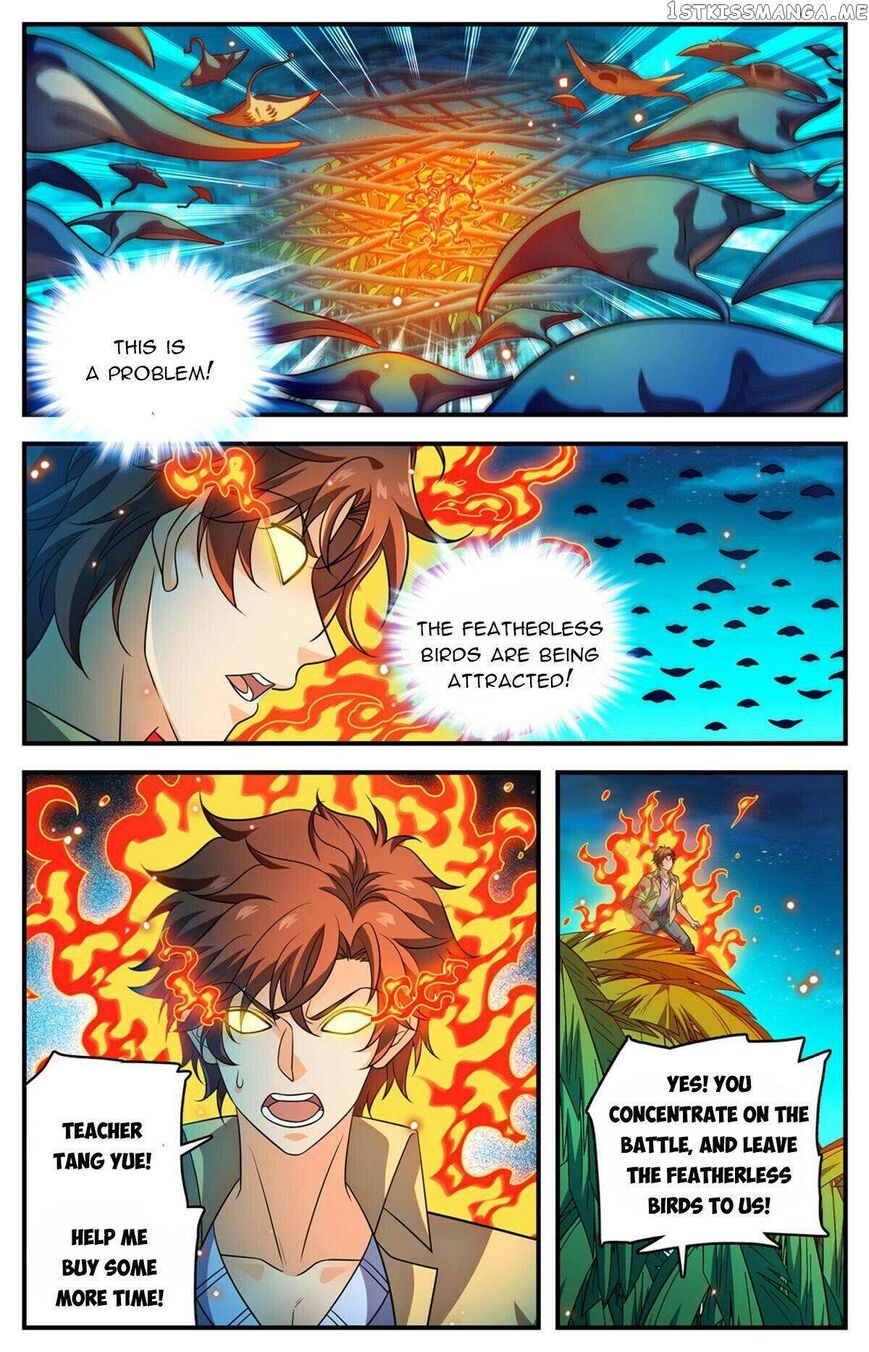 1STKISSMANGA.ME
THIS IS
A PROBLEM!
THE FEATHERLESS
BIRDS ARE BEING
ATTRACTED!
TEACHER
TANG YUE!
HELP ME
BUY SOME
MORE TIME!
YES! YOU
CONCENTRATE ON THE
BATTLE, AND LEAVE
THE FEATHERLESS
BIRDS TO US!